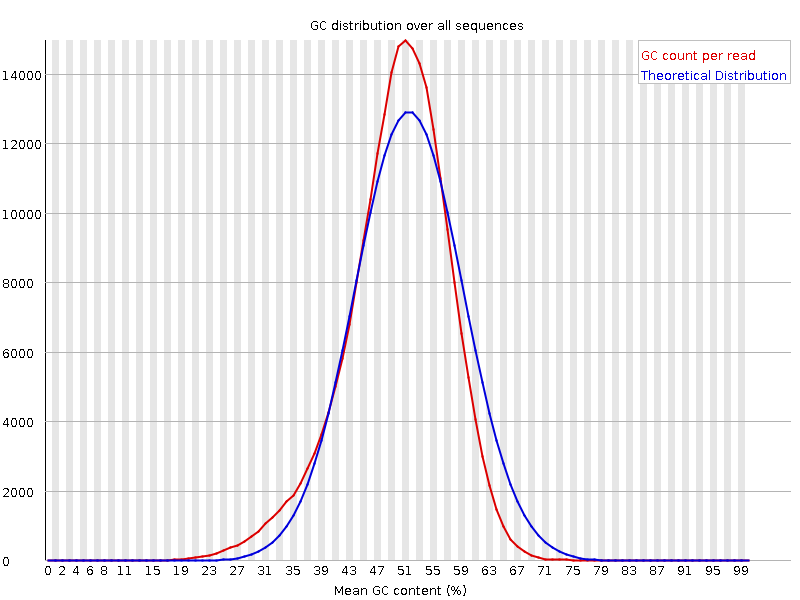 GC distribution over all sequences
GC count per read
Theoretical Distribution
14000
12000
10000
8000
6000
4000
2000
0
0 2 4 6 8 11 15 19 23 27 31 35 39 43 47 51 55 59 63 67 71 75 79 83 87 91 95 99
Mean GC content (%)